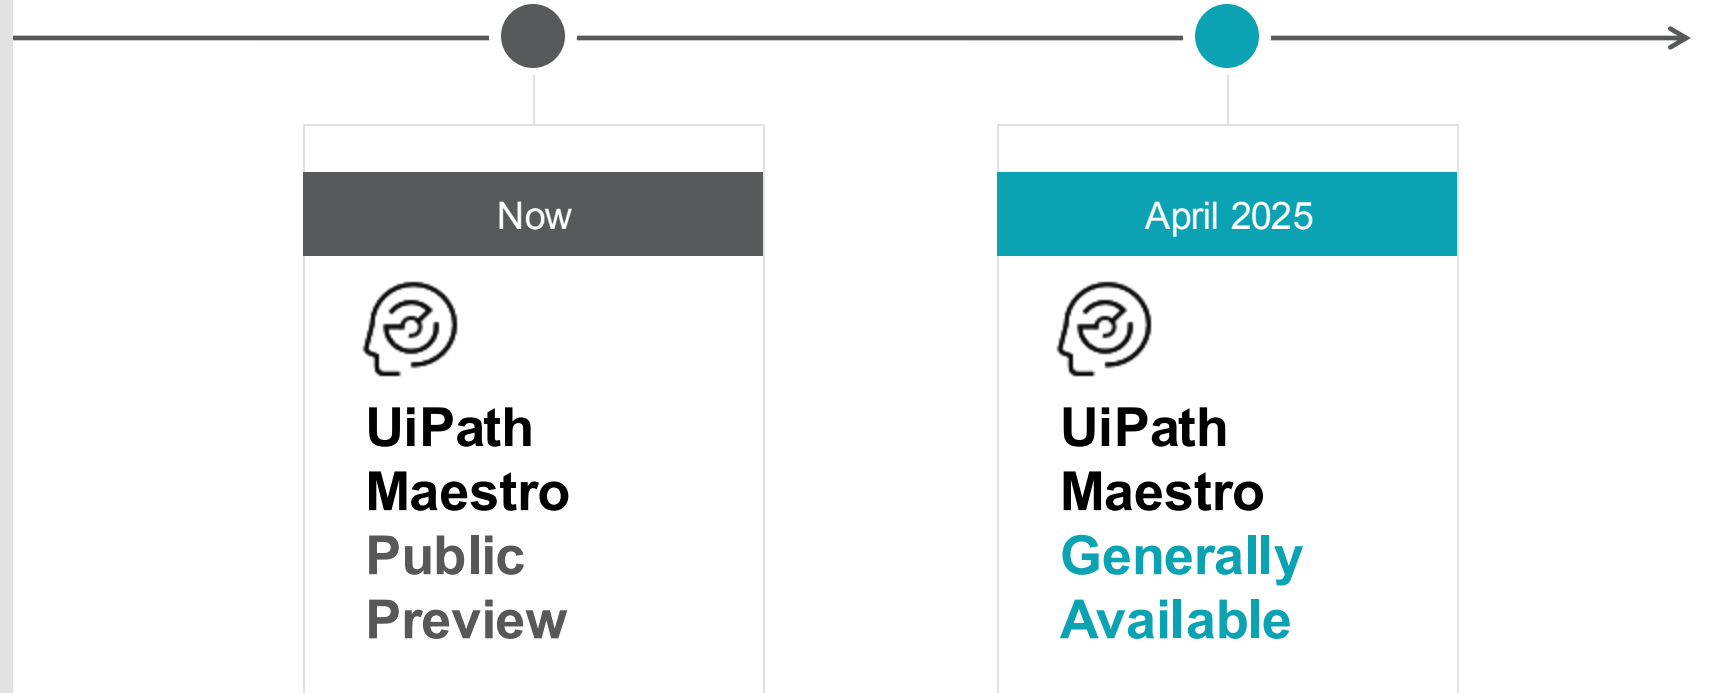 Now
UiPath
Maestro
Public
Preview
April 2025
UiPath
Maestro
Generally
Available